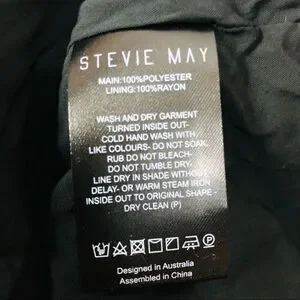 STEVIE MAY
MAIN:100%POLYESTER
LINING:100%RAYON
WASH AND DRY GARMENT
TURNED INSIDE OUT-
COLD HAND WASH WITH
LIKE COLOURS- DO NOT SOAK.
RUB DO NOT BLEACH-
DO NOT TUMBLE DRY-
LINE DRY IN SHADE WITHOUT
DELAY- OR WARM STEAM IRON
INSIDE OUT TO ORIGINAL SHAPE -
DRY CLEAN (P)
P
Designed in Australia
Assembled in China